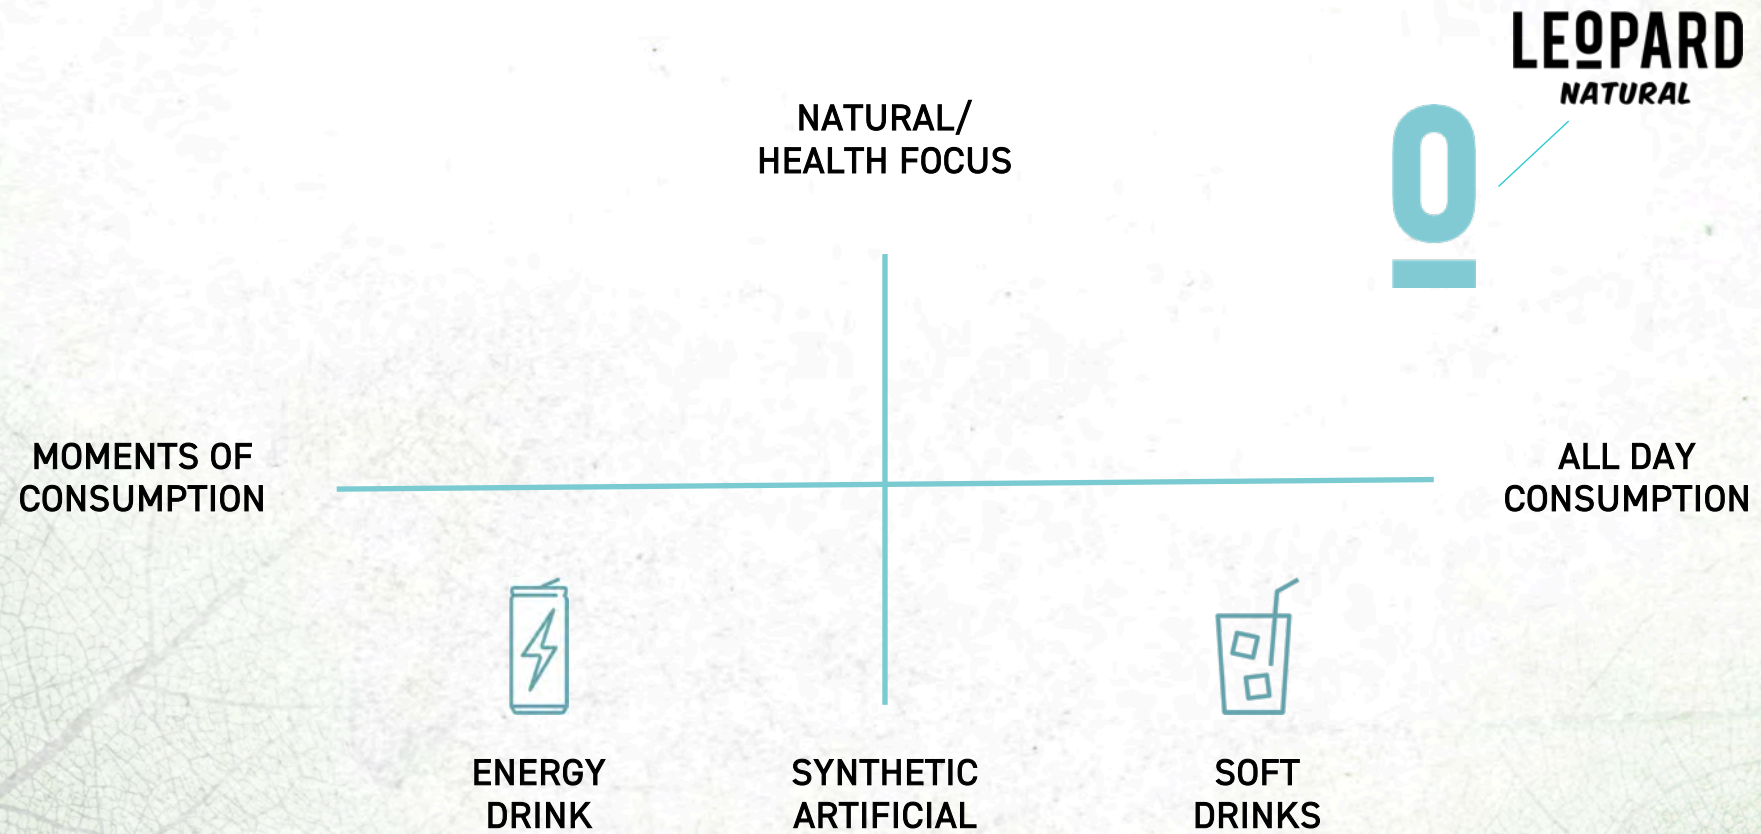 LEOPARD
NATURAL
NATURAL/
HEALTH FOCUS
O
MOMENTS OF
CONSUMPTION
ALL DAY
CONSUMPTION
ENERGY
DRINK
SYNTHETIC
ARTIFICIAL
SOFT
DRINKS